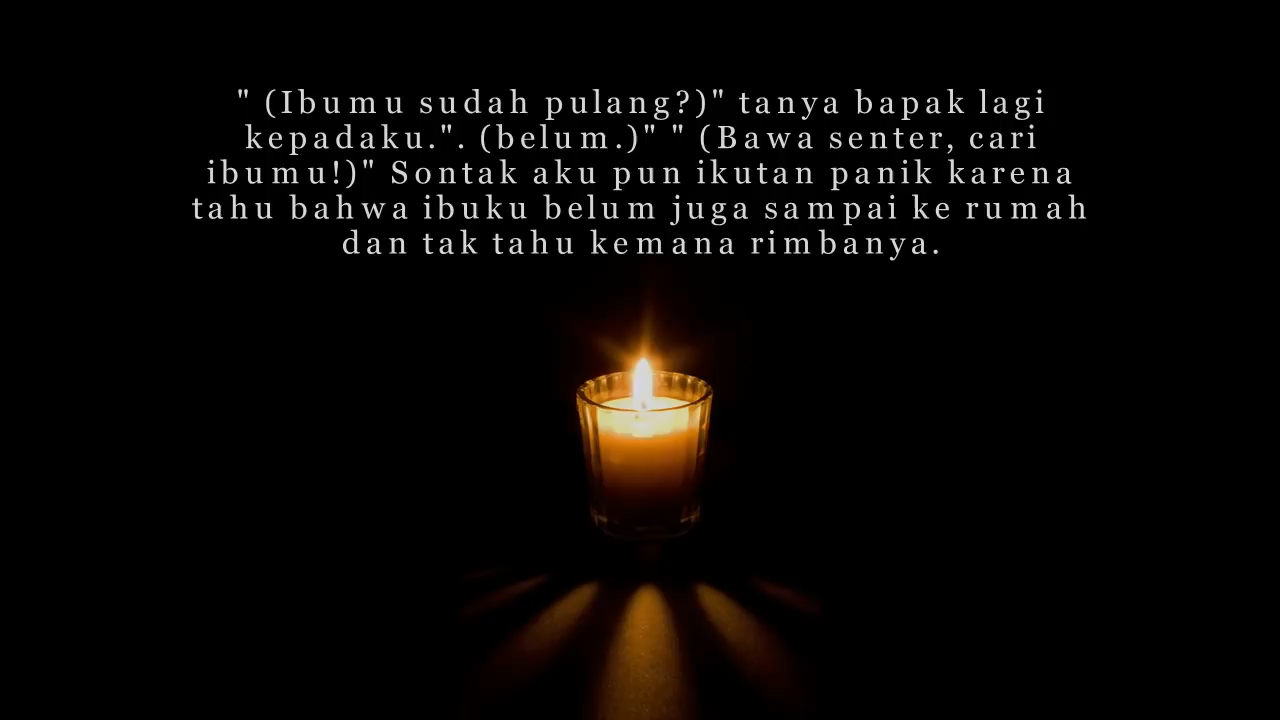 " (Ibumu sudah pulang?)" tanya bapak lagi
kepadaku.". (belum.)" " (Bawa senter, cari
ibumu!)" Sontak aku pun ikutan panik karena
tahu bahwa ibuku belum juga sampai ke rumah
dan tak tahu kemana rimbanya.